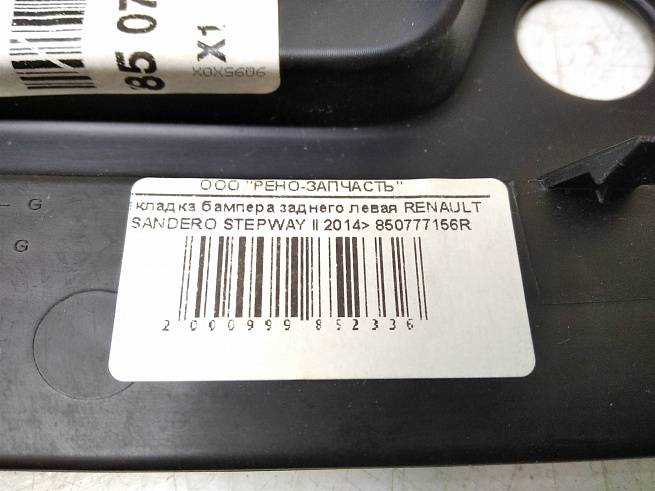 85 07
X1
X0X5606
ООО "РЕНО-ЗАПЧАСТЬ"
кладка бампера заднего левая RENAULT
SANDERO STEPWAY II 2014> 850777156R
2 000999 852336
G
G